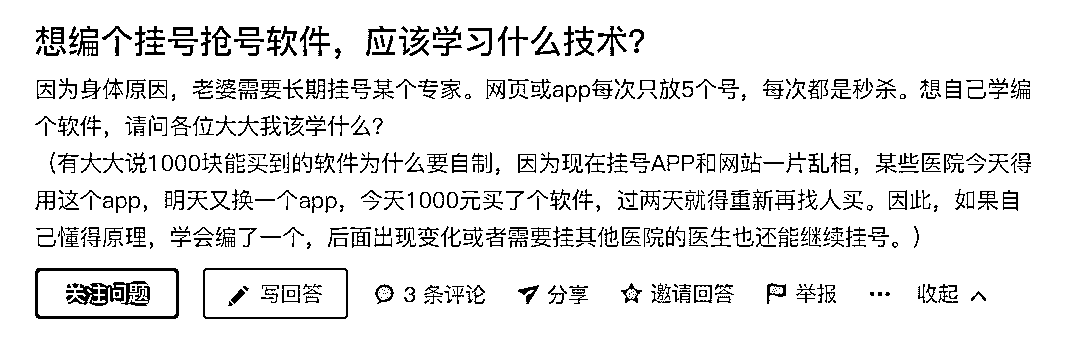 想编个挂号抢号软件，应该学习什么技术？
因为身体原因，老婆需要长期挂号某个专家。网页或app每次只放5个号，每次都是秒杀。想自己学编
个软件，请问各位大大我该学什么？
（有大大说1000块能买到的软件为什么要自制，因为现在挂号APP和网站一片乱相，某些医院今天得
用这个app，明天又换一个app，今天1000元买了个软件，过两天就得重新再找人买。因此，如果自
己懂得原理，学会编了一个，后面出现变化或者需要挂其他医院的医生也还能继续挂号。）
关注问题 写回答 3 条评论 分享 邀请回答 举报 ··· 收起